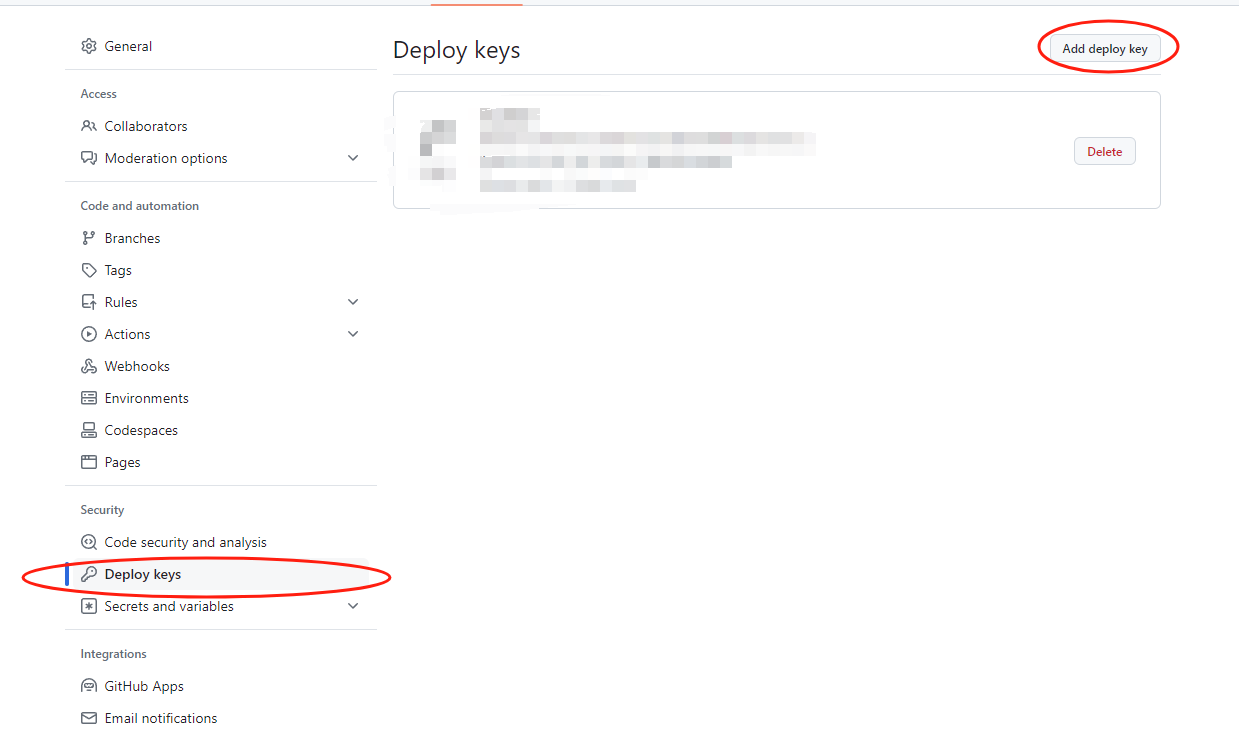 General
Access
Collaborators
Moderation options
Code and automation
Branches
Tags
Rules
Actions
Webhooks
Environments
Codespaces
Pages
Security
Code security and analysis
Deploy keys
Secrets and variables
Integrations
GitHub Apps
Email notifications
Deploy keys
Add deploy key
Delete